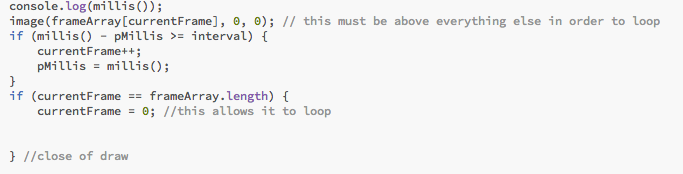 console.log(millis());
image(frameArray[currentFrame], 0, 0); // this must be above everything else in order to loop
if (millis() - pMillis >= interval) {
    currentFrame++;
    pMillis = millis();
}
if (currentFrame == frameArray.length) {
    currentFrame = 0; //this allows it to loop
} //close of draw